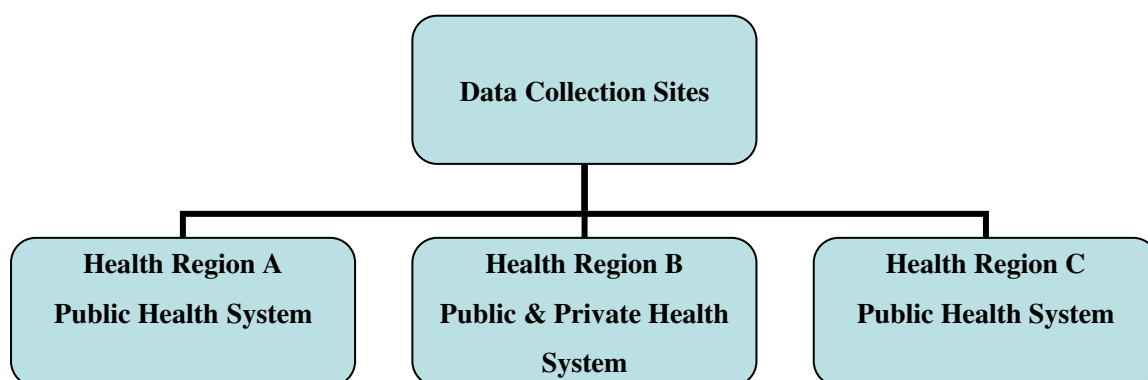 Data Collection Sites
Health Region A
Public Health System
Health Region B
Public & Private Health
System
Health Region C
Public Health System